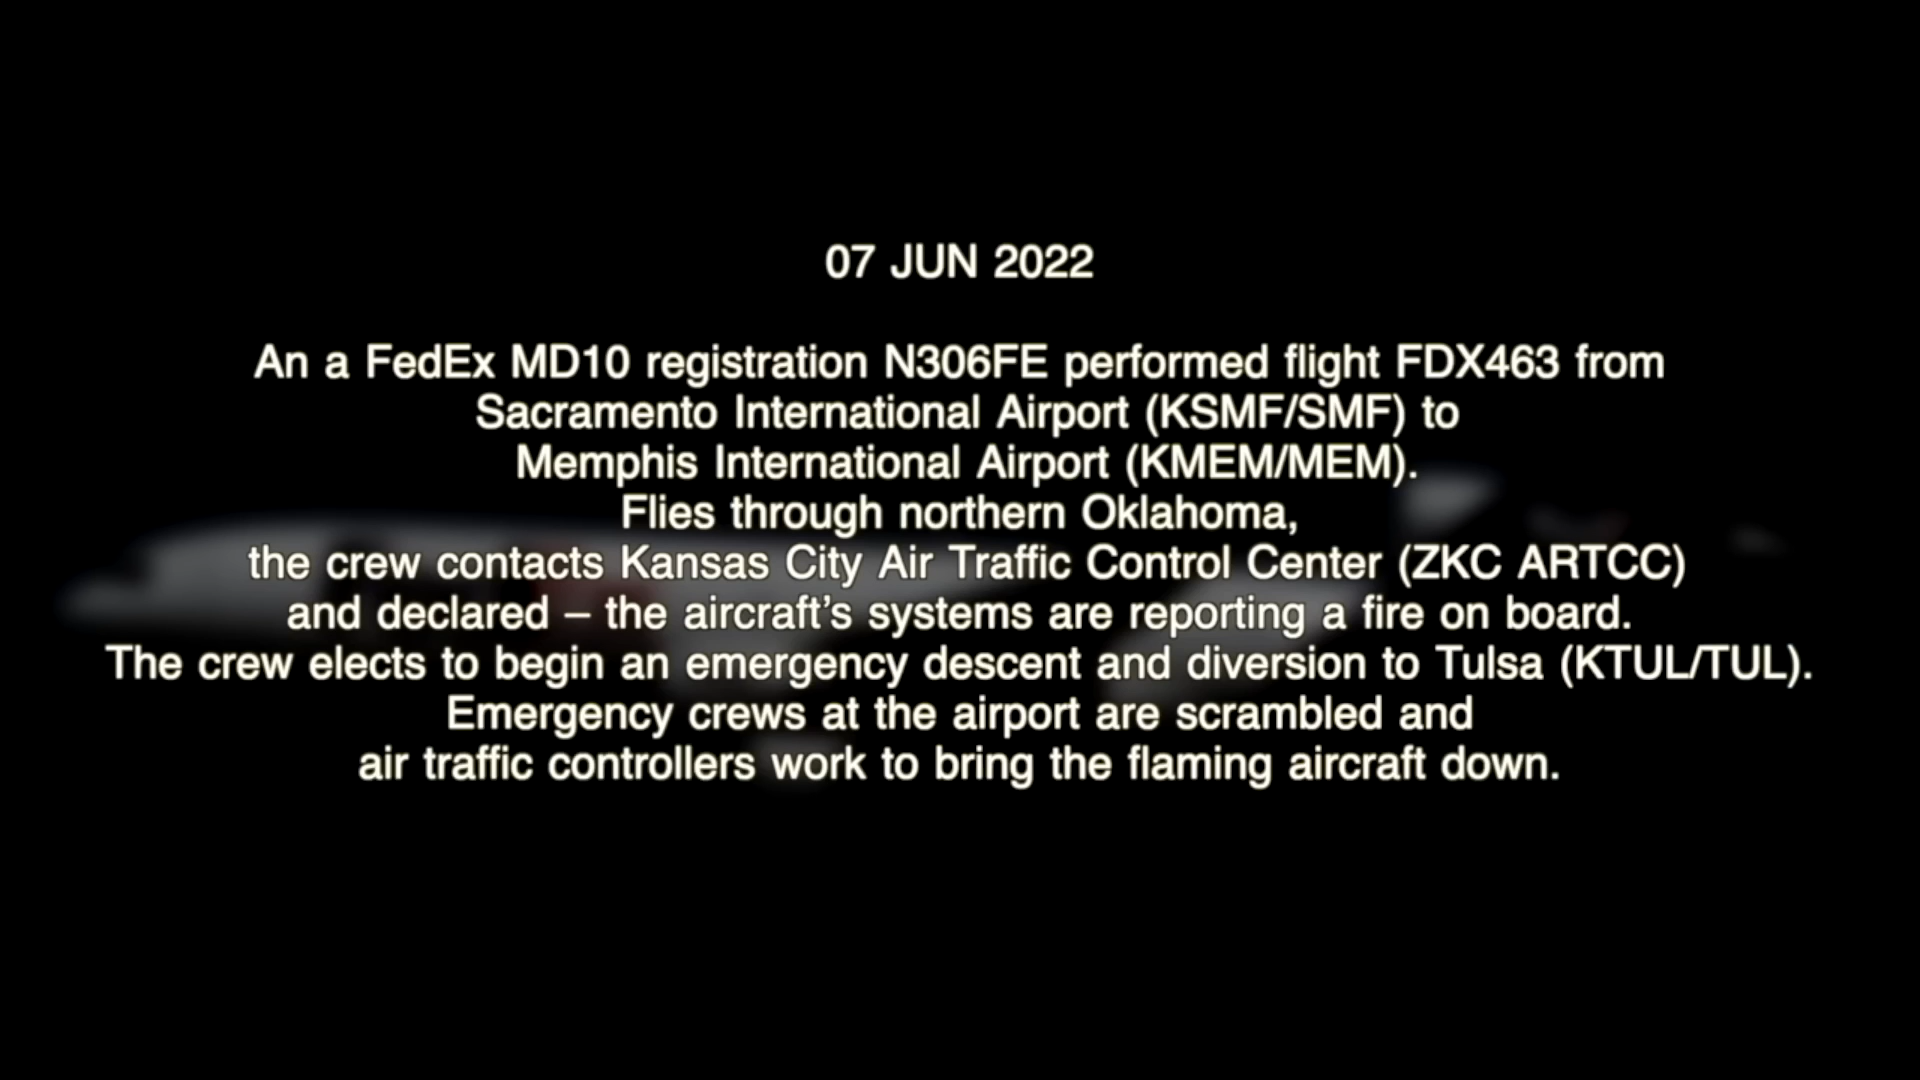 07 JUN 2022
An a FedEx MD10 registration N306FE performed flight FDX463 from
Sacramento International Airport (KSMF/SMF) to
Memphis International Airport (KMEM/MEM).
Flies through northern Oklahoma,
the crew contacts Kansas City Air Traffic Control Center (ZKC ARTCC)
and declared – the aircraft’s systems are reporting a fire on board.
The crew elects to begin an emergency descent and diversion to Tulsa (KTUL/TUL).
Emergency crews at the airport are scrambled and
air traffic controllers work to bring the flaming aircraft down.